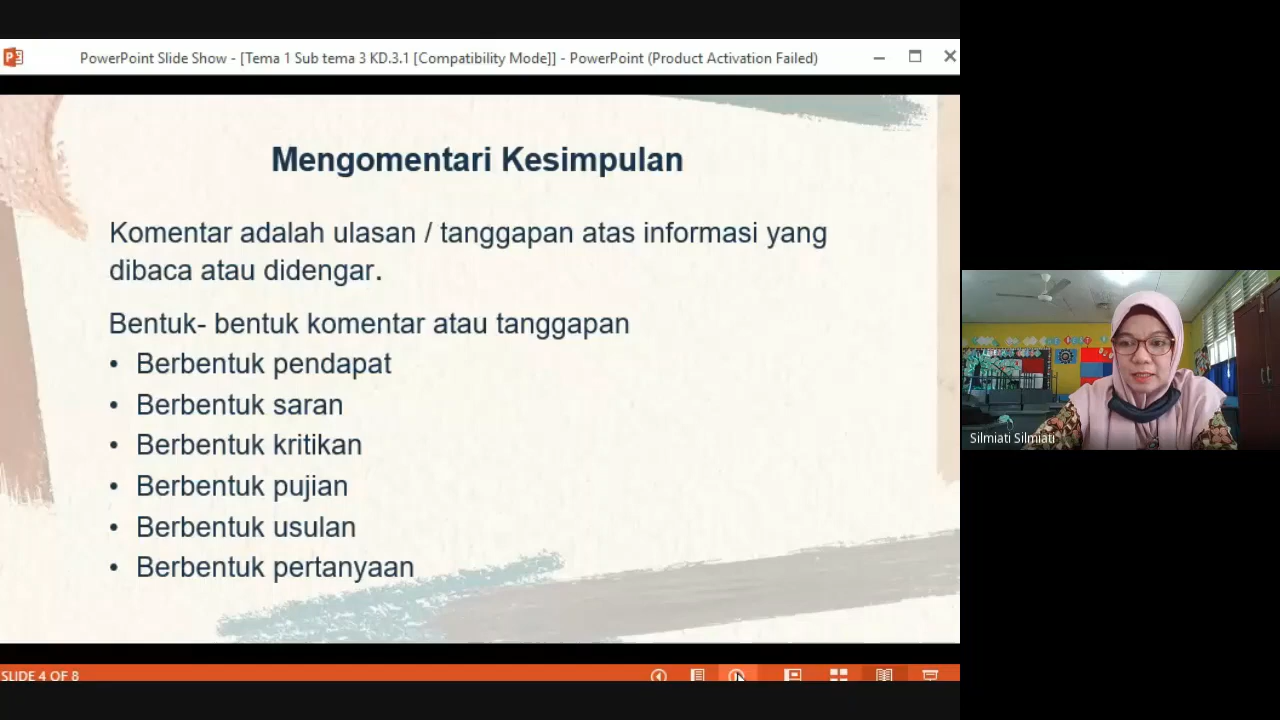 PowerPoint Slide Show - [Tema 1 Sub tema 3 KD.3.1 [Compatibility Mode]] - PowerPoint (Product Activation Failed)
Mengomentari Kesimpulan
Komentar adalah ulasan / tanggapan atas informasi yang
dibaca atau didengar.
Bentuk- bentuk komentar atau tanggapan
• Berbentuk pendapat
• Berbentuk saran
• Berbentuk kritikan
• Berbentuk pujian
• Berbentuk usulan
• Berbentuk pertanyaan
Silmiati Silmiati
SLIDE 4 OF 8